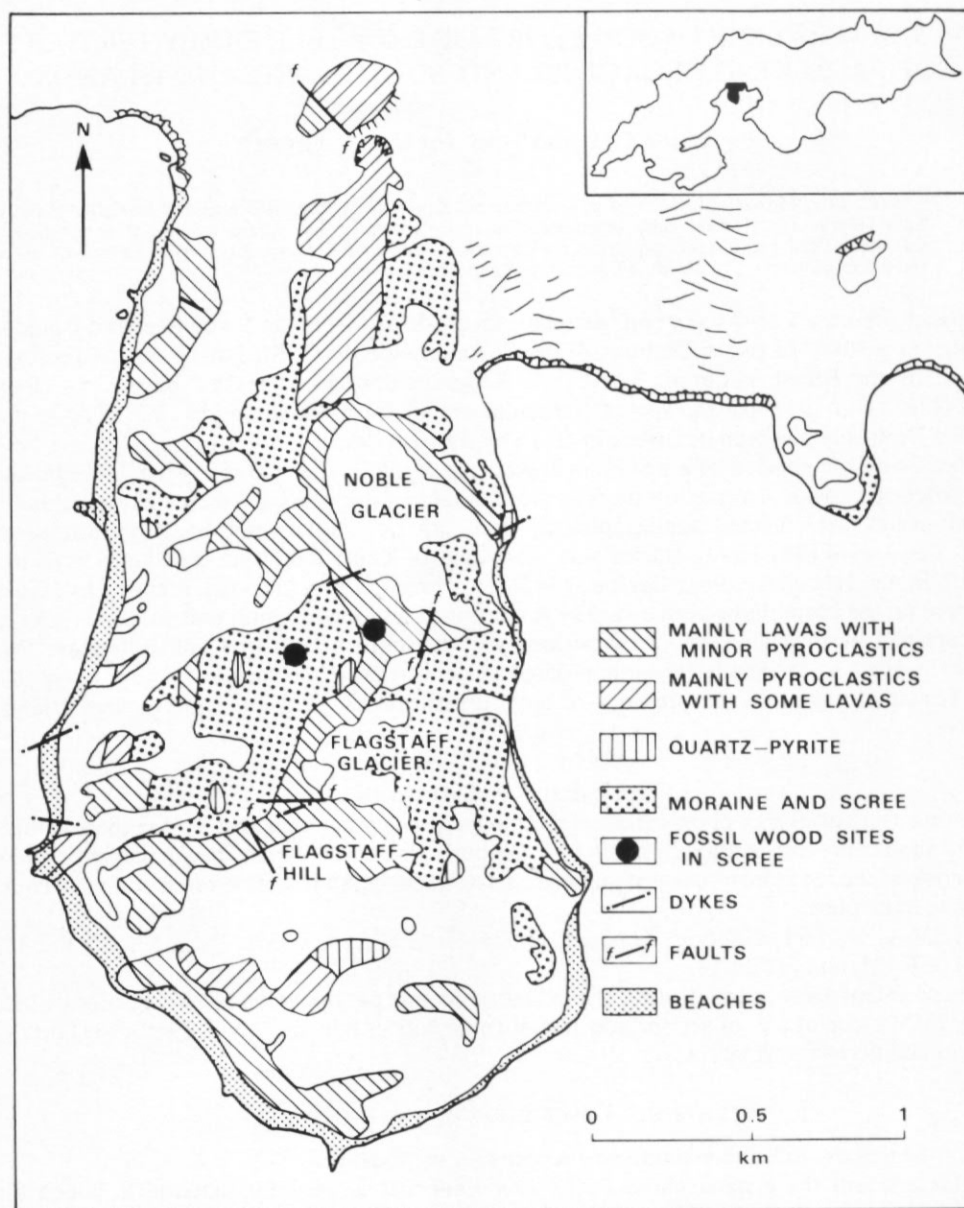 N
f
f
NOBLE
GLACIER
f
f
FLAGSTAFF
GLACIER
f
f
FLAGSTAFF
HILL
f
MAINLY LAVAS WITH
MINOR PYROCLASTICS
MAINLY PYROCLASTICS
WITH SOME LAVAS
QUARTZ–PYRITE
MORAINE AND SCREE
FOSSIL WOOD SITES
IN SCREE
DYKES
f f FAULTS
BEACHES
0 0.5 1
km